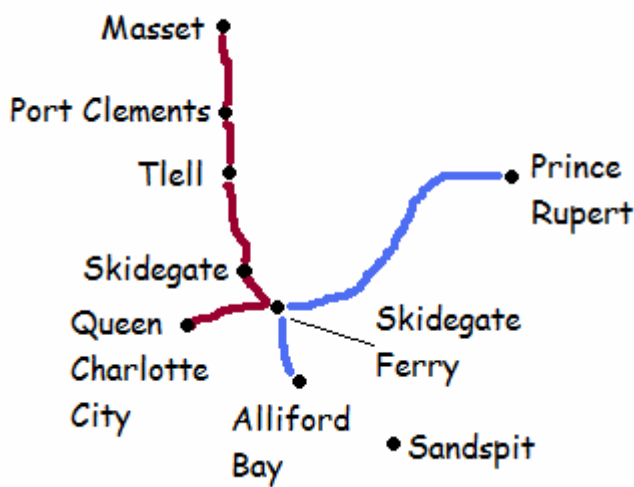 Masset
Port Clements
Tlell
Prince
Rupert
Skidegate
Queen
Charlotte
City
Skidegate
Ferry
Alliford
Bay
Sandspit